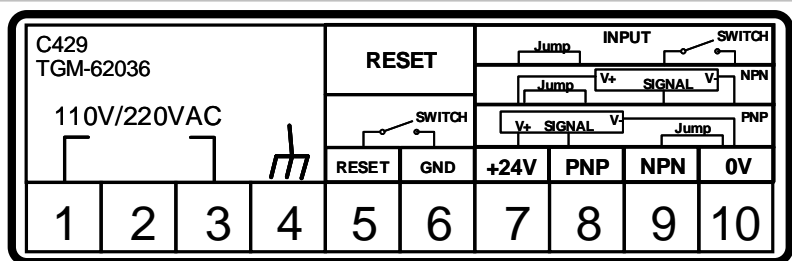 C429
TGM-62036
110V/220VAC
RESET
SWITCH
INPUT
Jump SWITCH
Jump V+ SIGNAL V- NPN
V+ SIGNAL V- Jump PNP
RESET GND +24V PNP NPN 0V
1 2 3 4 5 6 7 8 9 10